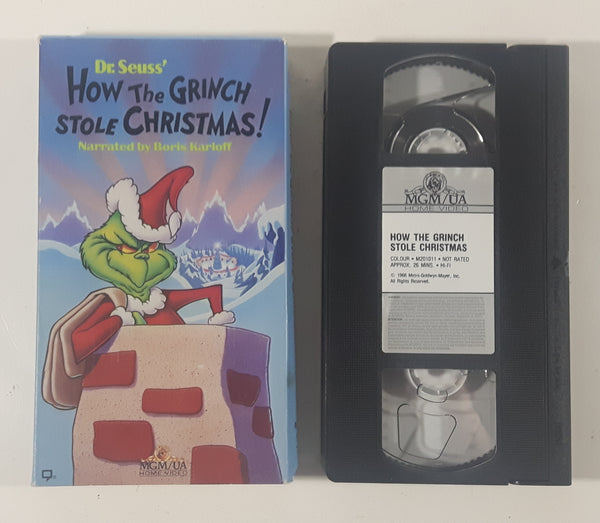 Dr. Seuss'
HOW THE GRINCH
STOLE CHRISTMAS!
Narrated by Boris Karloff
MGM/UA
HOME VIDEO
MGM/UA
HOME VIDEO
HOW THE GRINCH
STOLE CHRISTMAS
COLOUR • M201011 • NOT RATED
APPROX. 26 MINS. • HI-FI
© 1966 Metro-Goldwyn-Mayer, Inc.
All Rights Reserved.